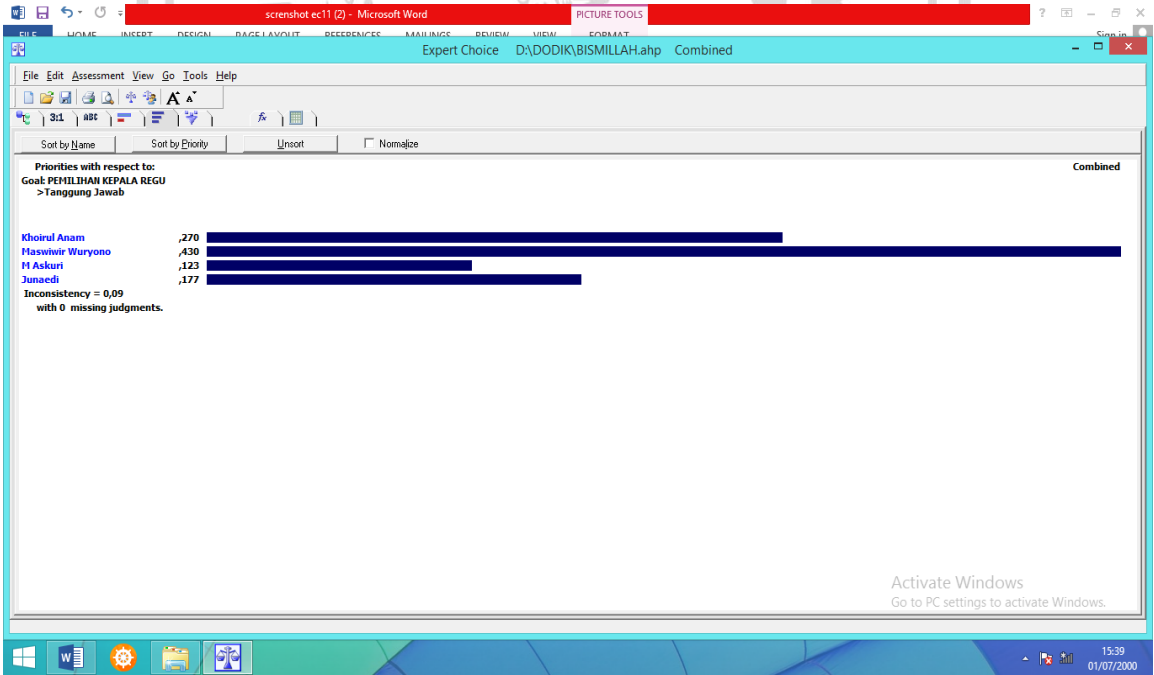 screnshot ec11 (2) - Microsoft Word
PICTURE TOOLS
FILE HOME INSERT DESIGN PAGE LAYOUT REFERENCES MAILINGS REVIEW VIEW FORMAT Sign in
Expert Choice D:\DODIK\BISMILLAH.ahp Combined
File Edit Assessment View Go Tools Help
3:1 ABC
Sort by Name Sort by Priority Unsort Normalize
Priorities with respect to: Combined
Goal: PEMILIHAN KEPALA REGU
>Tanggung Jawab
Khoirul Anam ,270
Maswiwir Wuryono ,430
M Askuri ,123
Junaedi ,177
Inconsistency = 0,09
with 0 missing judgments.
Activate Windows
Go to PC settings to activate Windows.
15:39
01/07/2000